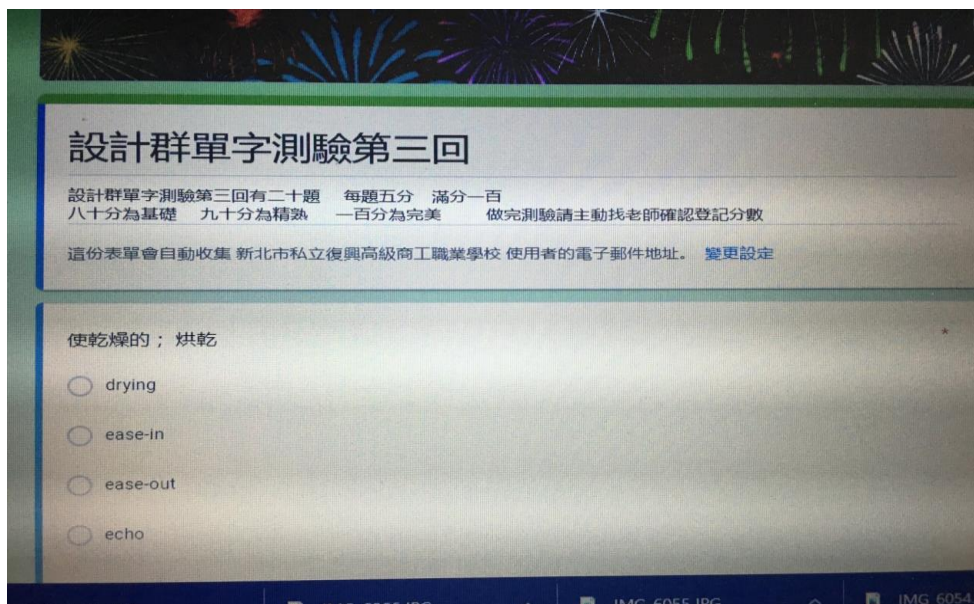 設計群單字測驗第三回
設計群單字測驗第三回有二十題 每題五分 滿分一百
八十分為基礎 九十分為精熟 一百分為完美 做完測驗請主動找老師確認登記分數
這份表單會自動收集 新北市私立復興高級商工職業學校 使用者的電子郵件地址。 變更設定
使乾燥的；烘乾 *
drying
ease-in
ease-out
echo
IMG_6055.JPG
IMG_6054